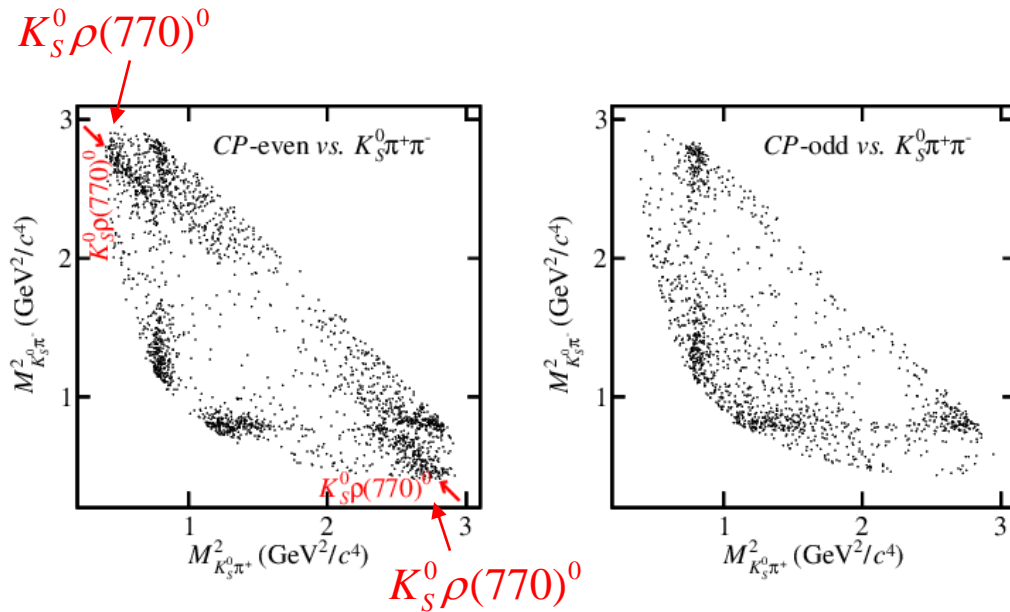 K_S^0 ρ(770)^0
CP-even vs. K_S^0π^+π^-
K_S^0ρ(770)^0
K_S^0ρ(770)^0
3
2
1
M^2_{K_S^0π^-} (GeV^2/c^4)
1 2 3
M^2_{K_S^0π^+} (GeV^2/c^4)
K_S^0 ρ(770)^0
CP-odd vs. K_S^0π^+π^-
3
2
1
M^2_{K_S^0π^-} (GeV^2/c^4)
1 2 3
M^2_{K_S^0π^+} (GeV^2/c^4)